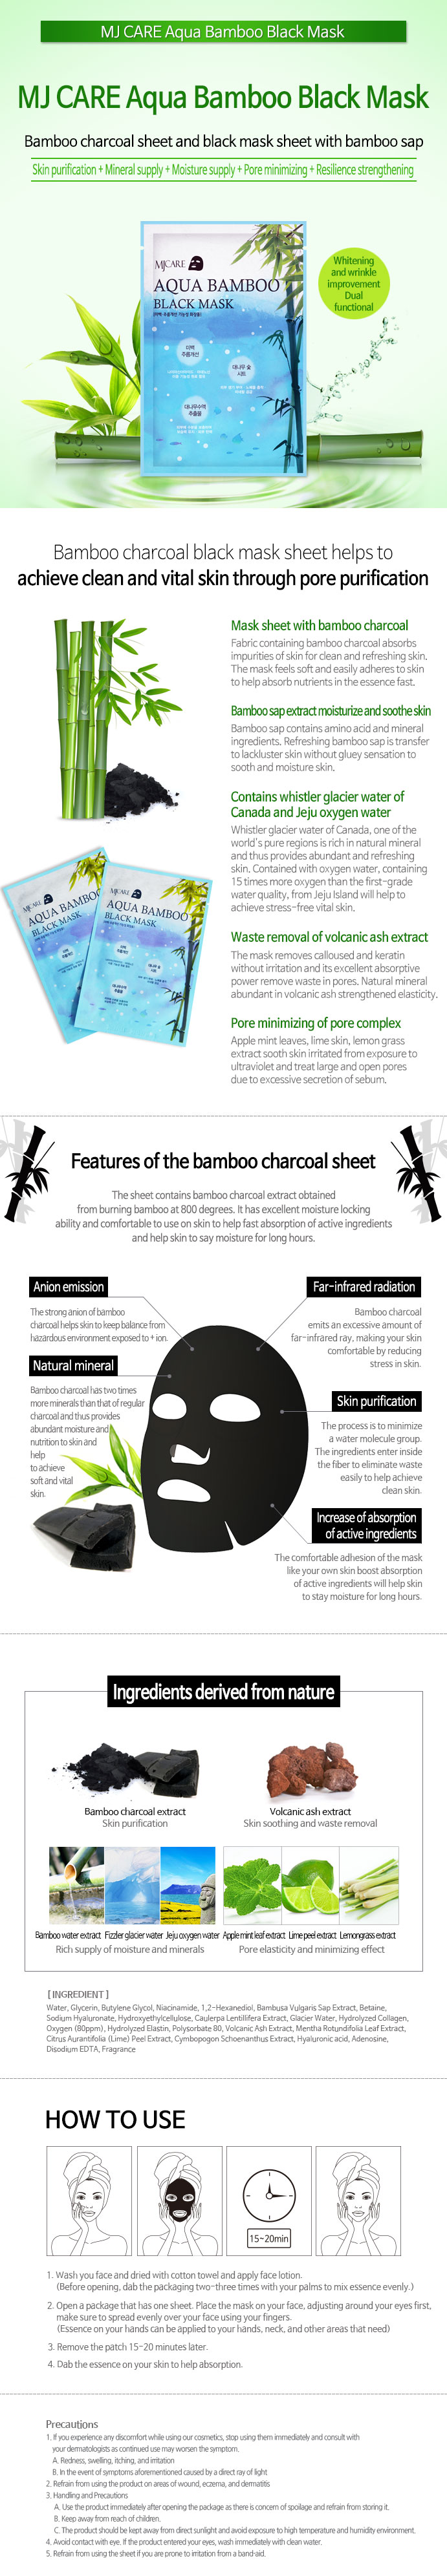 MJ CARE Aqua Bamboo Black Mask
MJ CARE Aqua Bamboo Black Mask
Bamboo charcoal sheet and black mask sheet with bamboo sap
Skin purification + Mineral supply + Moisture supply + Pore minimizing + Resilience strengthening
MJCARE
AQUA BAMBOO
BLACK MASK
Whitening
and wrinkle
improvement
Dual
functional
미백
주름개선
대나무 숯
시트
대나무수액
추출물
Bamboo charcoal black mask sheet helps to
achieve clean and vital skin through pore purification
Mask sheet with bamboo charcoal
Fabric containing bamboo charcoal absorbs
impurities of skin for clean and refreshing skin.
The mask feels soft and easily adheres to skin
to help absorb nutrients in the essence fast.
Bamboo sap extract moisturize and soothe skin
Bamboo sap contains amino acid and mineral
ingredients. Refreshing bamboo sap is transfer
to lackluster skin without gluey sensation to
sooth and moisture skin.
Contains whistler glacier water of
Canada and Jeju oxygen water
Whistler glacier water of Canada, one of the
world's pure regions is rich in natural mineral
and thus provides abundant and refreshing
skin. Contained with oxygen water, containing
15 times more oxygen than the first-grade
water quality, from Jeju Island will help to
achieve stress-free vital skin.
MJCARE
AQUA BAMBOO
BLACK MASK
MJCARE
AQUA BAMBOO
BLACK MASK
Waste removal of volcanic ash extract
The mask removes calloused and keratin
without irritation and its excellent absorptive
power remove waste in pores. Natural mineral
abundant in volcanic ash strengthened elasticity.
Pore minimizing of pore complex
Apple mint leaves, lime skin, lemon grass
extract sooth skin irritated from exposure to
ultraviolet and treat large and open pores
due to excessive secretion of sebum.
Features of the bamboo charcoal sheet
The sheet contains bamboo charcoal extract obtained
from burning bamboo at 800 degrees. It has excellent moisture locking
ability and comfortable to use on skin to help fast absorption of active ingredients
and help skin to say moisture for long hours.
Anion emission
The strong anion of bamboo
charcoal helps skin to keep balance from
hazardous environment exposed to + ion.
Natural mineral
Bamboo charcoal has two times
more minerals than that of regular
charcoal and thus provides
abundant moisture and
nutrition to skin and
help
to achieve
soft and vital
skin.
Far-infrared radiation
Bamboo charcoal
emits an excessive amount of
far-infrared ray, making your skin
comfortable by reducing
stress in skin.
Skin purification
The process is to minimize
a water molecule group.
The ingredients enter inside
the fiber to eliminate waste
easily to help achieve
clean skin.
Increase of absorption
of active ingredients
The comfortable adhesion of the mask
like your own skin boost absorption
of active ingredients will help skin
to stay moisture for long hours.
Ingredients derived from nature
Bamboo charcoal extract
Skin purification
Volcanic ash extract
Skin soothing and waste removal
Bamboo water extract Fizzler glacier water Jeju oxygen water Apple mint leaf extract Lime peel extract Lemongrass extract
Rich supply of moisture and minerals
Pore elasticity and minimizing effect
[ INGREDIENT ]
Water, Glycerin, Butylene Glycol, Niacinamide, 1,2-Hexanediol, Bambusa Vulgaris Sap Extract, Betaine,
Sodium Hyaluronate, Hydroxyethylcellulose, Caulerpa Lentillifera Extract, Glacier Water, Hydrolyzed Collagen,
Oxygen (80ppm), Hydrolyzed Elastin, Polysorbate 80, Volcanic Ash Extract, Mentha Rotundifolia Leaf Extract,
Citrus Aurantifolia (Lime) Peel Extract, Cymbopogon Schoenanthus Extract, Hyaluronic acid, Adenosine,
Disodium EDTA, Fragrance
HOW TO USE
15~20min
1. Wash you face and dried with cotton towel and apply face lotion.
(Before opening, dab the packaging two-three times with your palms to mix essence evenly.)
2. Open a package that has one sheet. Place the mask on your face, adjusting around your eyes first,
make sure to spread evenly over your face using your fingers.
(Essence on your hands can be applied to your hands, neck, and other areas that need)
3. Remove the patch 15-20 minutes later.
4. Dab the essence on your skin to help absorption.
Precautions
1. If you experience any discomfort while using our cosmetics, stop using them immediately and consult with
your dermatologists as continued use may worsen the symptom.
A. Redness, swelling, itching, and irritation
B. In the event of symptoms aforementioned caused by a direct ray of light
2. Refrain from using the product on areas of wound, eczema, and dermatitis
3. Handling and Precautions
A. Use the product immediately after opening the package as there is concern of spoilage and refrain from storing it.
B. Keep away from reach of children.
C. The product should be kept away from direct sunlight and avoid exposure to high temperature and humidity environment.
4. Avoid contact with eye. If the product entered your eyes, wash immediately with clean water.
5. Refrain from using the sheet if you are prone to irritation from a band-aid.